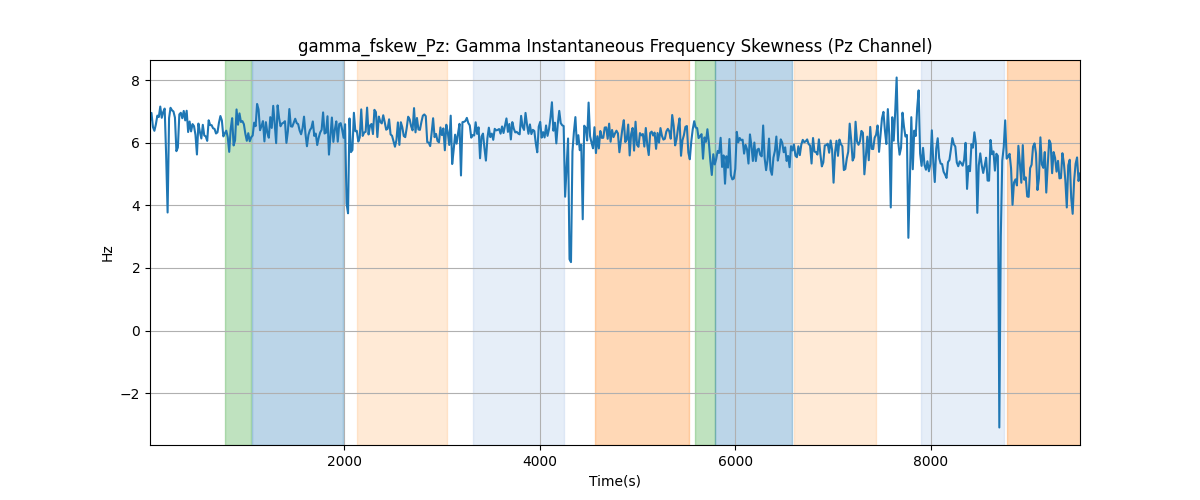 gamma_fskew_Pz: Gamma Instantaneous Frequency Skewness (Pz Channel)
8
6
4
2
0
−2
Hz
2000 4000 6000 8000
Time(s)